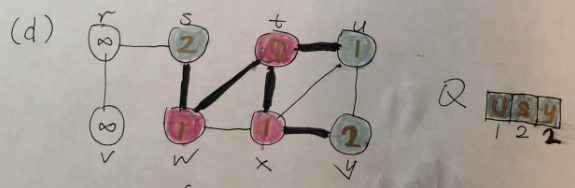 r s t u
(d) ∞ 2 0 1
Q u s y
∞ 1 1 2 1 2 2
v w x y